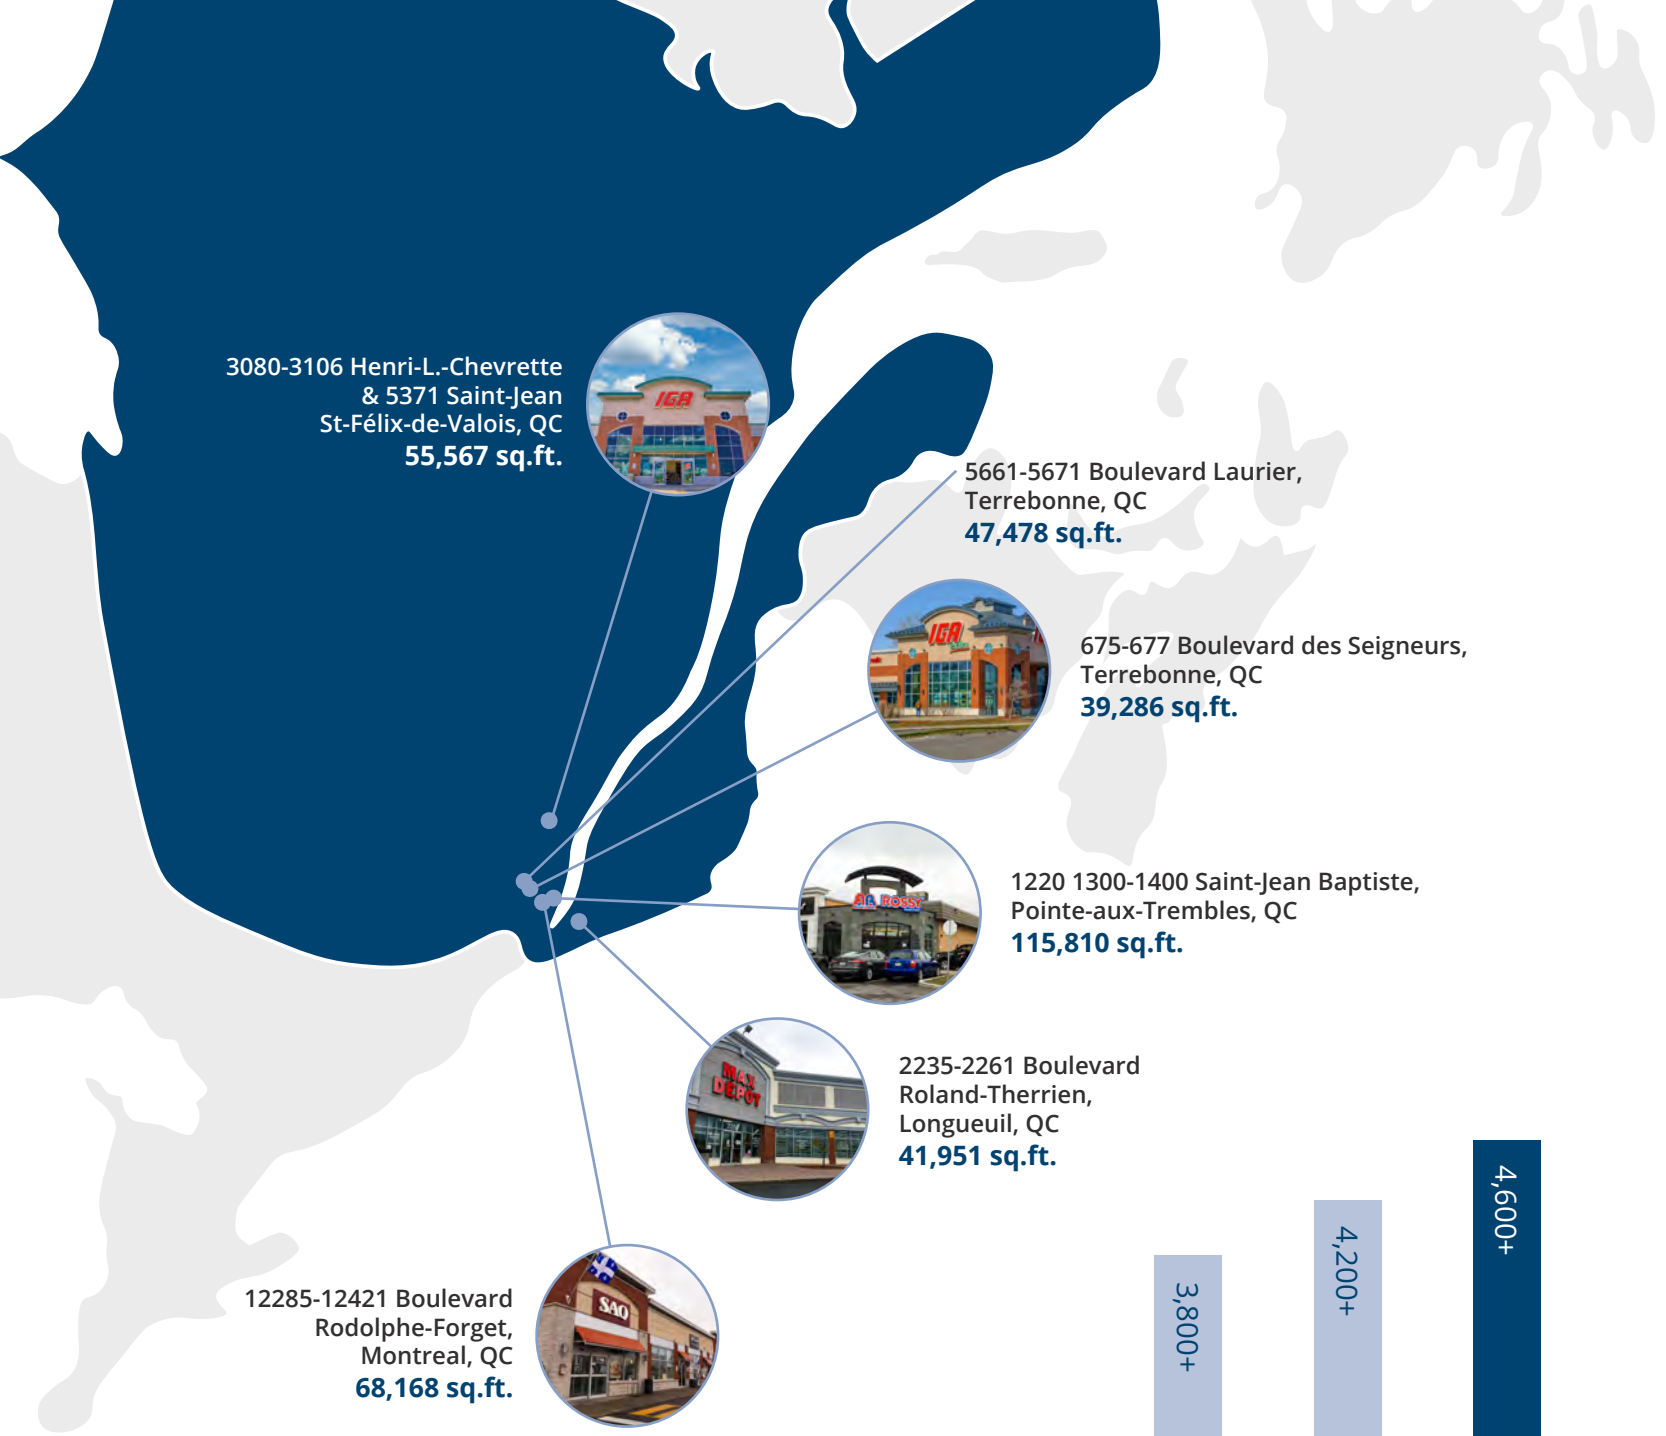 3080-3106 Henri-L.-Chevrette
& 5371 Saint-Jean
St-Félix-de-Valois, QC
55,567 sq.ft.
IGA
5661-5671 Boulevard Laurier,
Terrebonne, QC
47,478 sq.ft.
IGA
675-677 Boulevard des Seigneurs,
Terrebonne, QC
39,286 sq.ft.
ROSSY
1220 1300-1400 Saint-Jean Baptiste,
Pointe-aux-Trembles, QC
115,810 sq.ft.
MAX
DÉPÔT
2235-2261 Boulevard
Roland-Therrien,
Longueuil, QC
41,951 sq.ft.
SAQ
12285-12421 Boulevard
Rodolphe-Forget,
Montreal, QC
68,168 sq.ft.
3,800+
4,200+
4,600+